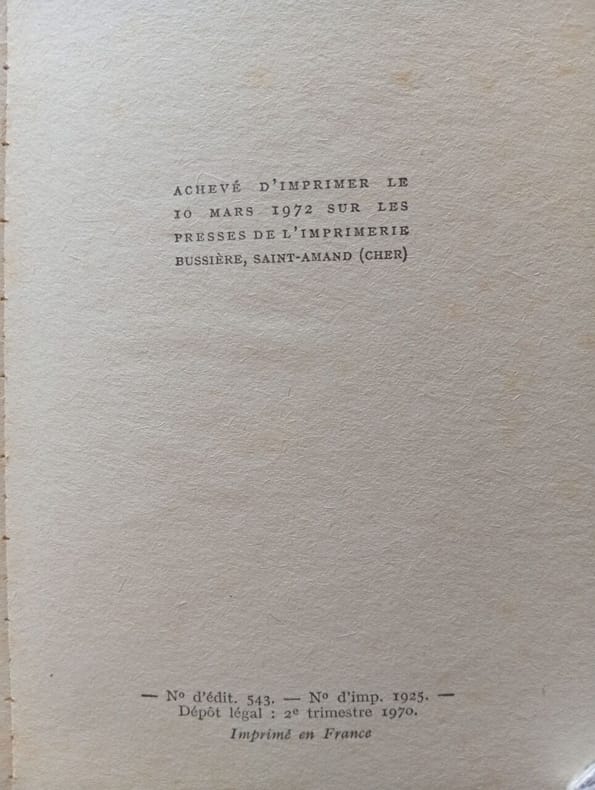 ACHEVÉ D'IMPRIMER LE
10 MARS 1972 SUR LES
PRESSES DE L'IMPRIMERIE
BUSSIÈRE, SAINT-AMAND (CHER)
— Nº d'édit. 543. — Nº d'imp. 1925. —
Dépôt légal : 2e trimestre 1970.
Imprimé en France